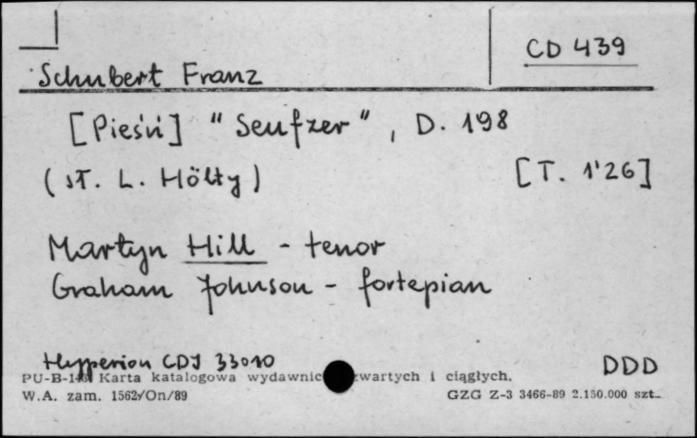 CD 439
Schubert Franz
[Pieśń] "Seufzer", D. 198
(sł. L. Hölty) [T. 1'26]
Martyn Hill - tenor
Graham Johnson - fortepian
Hyperion CDJ 33010 DDD
Karta katalogowa wydawnic wartych i ciągłych.
W.A. zam. 1562/On/89 GZG Z-3 3466-89 2.150.000 szt.